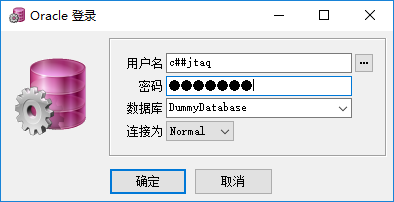 Oracle 登录
用户名 c##jtaq ...
密码 ●●●●●●●
数据库 DummyDatabase
连接为 Normal
确定 取消